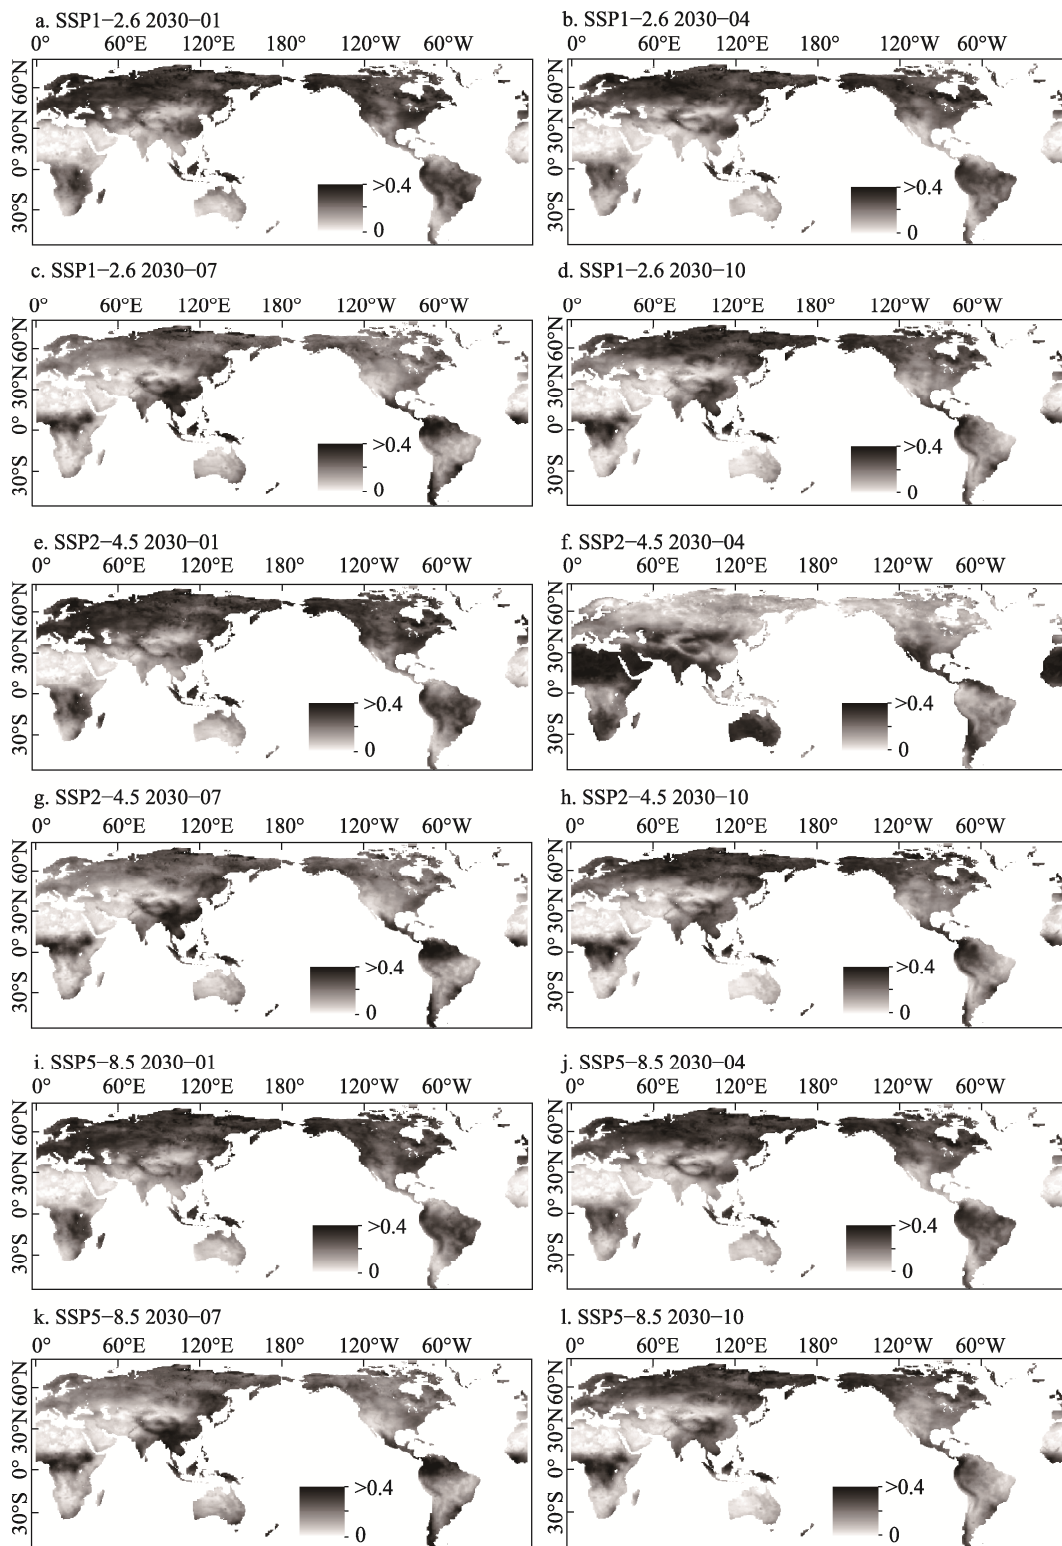 a. SSP1−2.6 2030−01
0° 60°E 120°E 180° 120°W 60°W
60°N
30°N
0°
30°S
>0.4
0
b. SSP1−2.6 2030−04
0° 60°E 120°E 180° 120°W 60°W
60°N
30°N
0°
30°S
>0.4
0
c. SSP1−2.6 2030−07
0° 60°E 120°E 180° 120°W 60°W
60°N
30°N
0°
30°S
>0.4
0
d. SSP1−2.6 2030−10
0° 60°E 120°E 180° 120°W 60°W
60°N
30°N
0°
30°S
>0.4
0
e. SSP2−4.5 2030−01
0° 60°E 120°E 180° 120°W 60°W
60°N
30°N
0°
30°S
>0.4
0
f. SSP2−4.5 2030−04
0° 60°E 120°E 180° 120°W 60°W
60°N
30°N
0°
30°S
>0.4
0
g. SSP2−4.5 2030−07
0° 60°E 120°E 180° 120°W 60°W
60°N
30°N
0°
30°S
>0.4
0
h. SSP2−4.5 2030−10
0° 60°E 120°E 180° 120°W 60°W
60°N
30°N
0°
30°S
>0.4
0
i. SSP5−8.5 2030−01
0° 60°E 120°E 180° 120°W 60°W
60°N
30°N
0°
30°S
>0.4
0
j. SSP5−8.5 2030−04
0° 60°E 120°E 180° 120°W 60°W
60°N
30°N
0°
30°S
>0.4
0
k. SSP5−8.5 2030−07
0° 60°E 120°E 180° 120°W 60°W
60°N
30°N
0°
30°S
>0.4
0
l. SSP5−8.5 2030−10
0° 60°E 120°E 180° 120°W 60°W
60°N
30°N
0°
30°S
>0.4
0